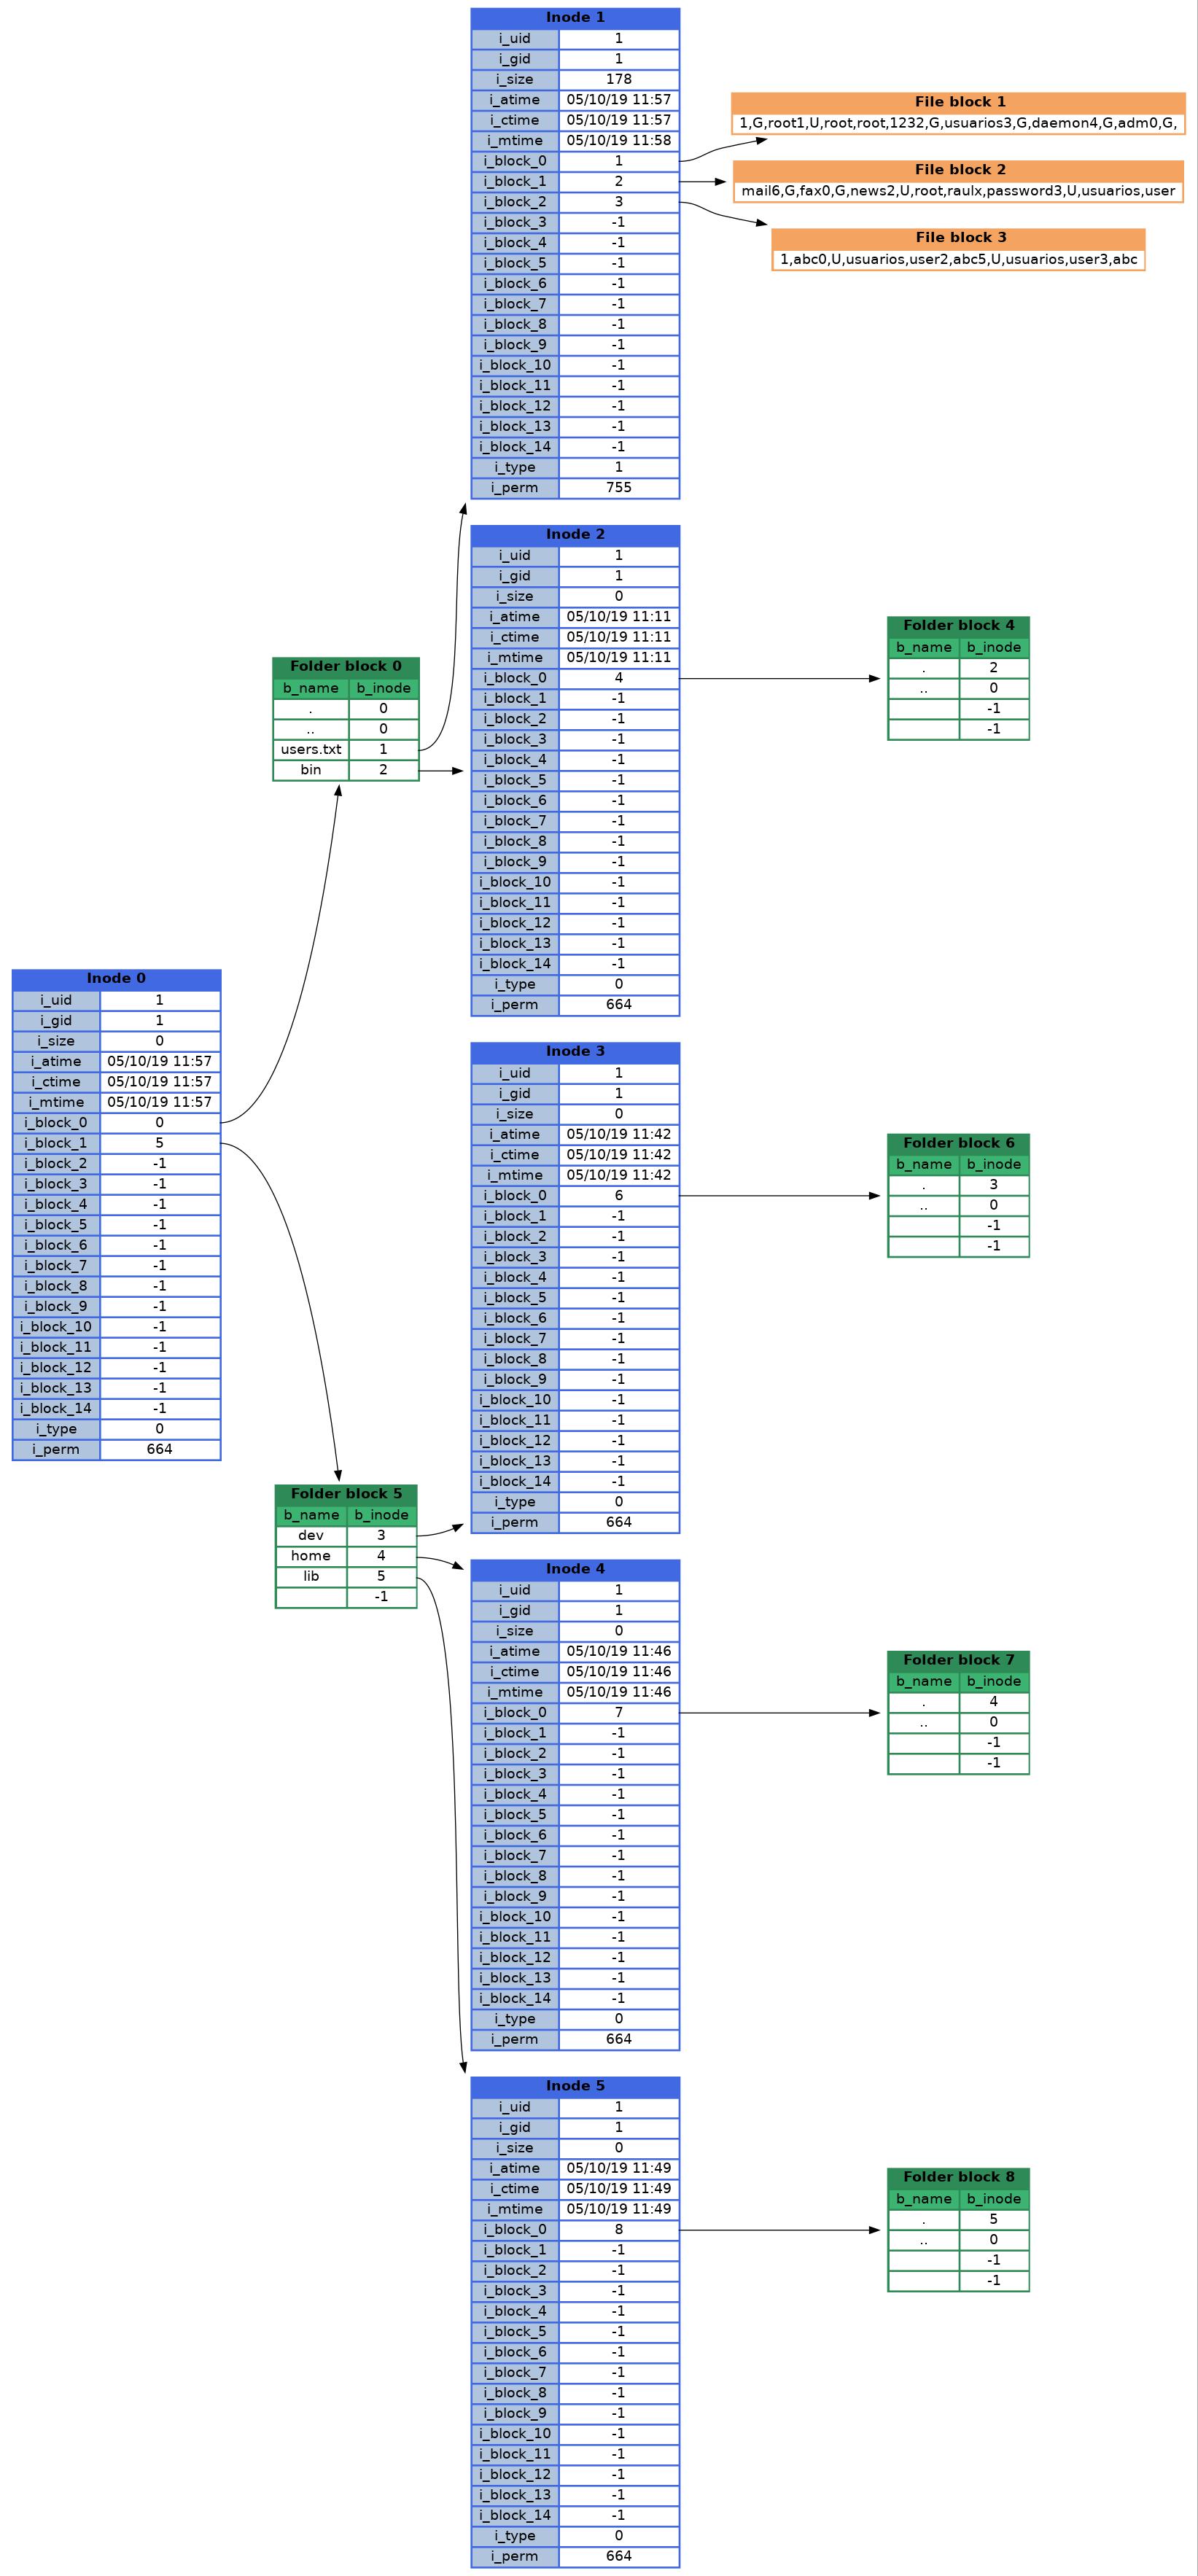 Inode 0
i_uid 1
i_gid 1
i_size 0
i_atime 05/10/19 11:57
i_ctime 05/10/19 11:57
i_mtime 05/10/19 11:57
i_block_0 0
i_block_1 5
i_block_2 -1
i_block_3 -1
i_block_4 -1
i_block_5 -1
i_block_6 -1
i_block_7 -1
i_block_8 -1
i_block_9 -1
i_block_10 -1
i_block_11 -1
i_block_12 -1
i_block_13 -1
i_block_14 -1
i_type 0
i_perm 664
Folder block 0
b_name b_inode
. 0
.. 0
users.txt 1
bin 2
Folder block 5
b_name b_inode
dev 3
home 4
lib 5
-1
Inode 1
i_uid 1
i_gid 1
i_size 178
i_atime 05/10/19 11:57
i_ctime 05/10/19 11:57
i_mtime 05/10/19 11:58
i_block_0 1
i_block_1 2
i_block_2 3
i_block_3 -1
i_block_4 -1
i_block_5 -1
i_block_6 -1
i_block_7 -1
i_block_8 -1
i_block_9 -1
i_block_10 -1
i_block_11 -1
i_block_12 -1
i_block_13 -1
i_block_14 -1
i_type 1
i_perm 755
File block 1
1,G,root1,U,root,root,1232,G,usuarios3,G,daemon4,G,adm0,G,
File block 2
mail6,G,fax0,G,news2,U,root,raulx,password3,U,usuarios,user
File block 3
1,abc0,U,usuarios,user2,abc5,U,usuarios,user3,abc
Inode 2
i_uid 1
i_gid 1
i_size 0
i_atime 05/10/19 11:11
i_ctime 05/10/19 11:11
i_mtime 05/10/19 11:11
i_block_0 4
i_block_1 -1
i_block_2 -1
i_block_3 -1
i_block_4 -1
i_block_5 -1
i_block_6 -1
i_block_7 -1
i_block_8 -1
i_block_9 -1
i_block_10 -1
i_block_11 -1
i_block_12 -1
i_block_13 -1
i_block_14 -1
i_type 0
i_perm 664
Folder block 4
b_name b_inode
. 2
.. 0
-1
-1
Inode 3
i_uid 1
i_gid 1
i_size 0
i_atime 05/10/19 11:42
i_ctime 05/10/19 11:42
i_mtime 05/10/19 11:42
i_block_0 6
i_block_1 -1
i_block_2 -1
i_block_3 -1
i_block_4 -1
i_block_5 -1
i_block_6 -1
i_block_7 -1
i_block_8 -1
i_block_9 -1
i_block_10 -1
i_block_11 -1
i_block_12 -1
i_block_13 -1
i_block_14 -1
i_type 0
i_perm 664
Folder block 6
b_name b_inode
. 3
.. 0
-1
-1
Inode 4
i_uid 1
i_gid 1
i_size 0
i_atime 05/10/19 11:46
i_ctime 05/10/19 11:46
i_mtime 05/10/19 11:46
i_block_0 7
i_block_1 -1
i_block_2 -1
i_block_3 -1
i_block_4 -1
i_block_5 -1
i_block_6 -1
i_block_7 -1
i_block_8 -1
i_block_9 -1
i_block_10 -1
i_block_11 -1
i_block_12 -1
i_block_13 -1
i_block_14 -1
i_type 0
i_perm 664
Folder block 7
b_name b_inode
. 4
.. 0
-1
-1
Inode 5
i_uid 1
i_gid 1
i_size 0
i_atime 05/10/19 11:49
i_ctime 05/10/19 11:49
i_mtime 05/10/19 11:49
i_block_0 8
i_block_1 -1
i_block_2 -1
i_block_3 -1
i_block_4 -1
i_block_5 -1
i_block_6 -1
i_block_7 -1
i_block_8 -1
i_block_9 -1
i_block_10 -1
i_block_11 -1
i_block_12 -1
i_block_13 -1
i_block_14 -1
i_type 0
i_perm 664
Folder block 8
b_name b_inode
. 5
.. 0
-1
-1